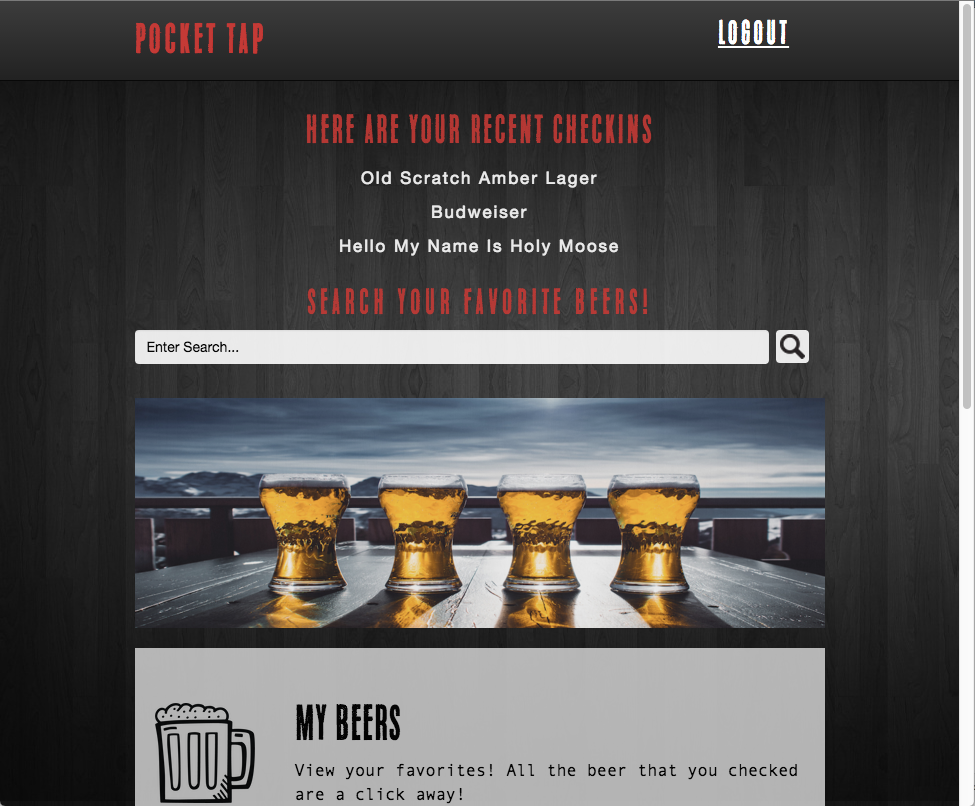 POCKET TAP
LOGOUT
HERE ARE YOUR RECENT CHECKINS
Old Scratch Amber Lager
Budweiser
Hello My Name Is Holy Moose
SEARCH YOUR FAVORITE BEERS!
Enter Search...
MY BEERS
View your favorites! All the beer that you checked
are a click away!